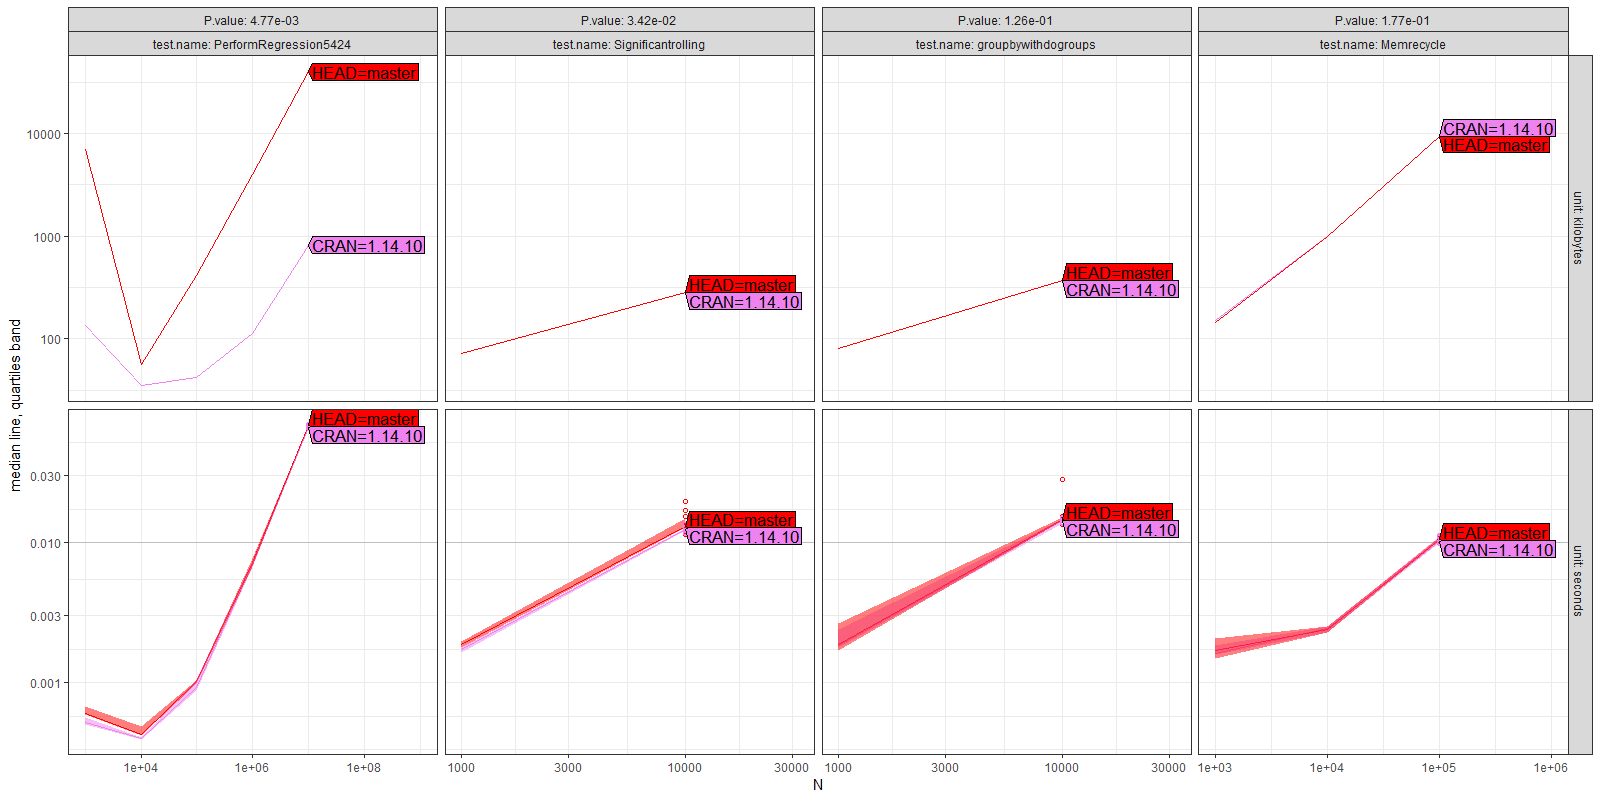 P.value: 4.77e-03
P.value: 3.42e-02
P.value: 1.26e-01
P.value: 1.77e-01
test.name: PerformRegression5424
test.name: Significantrolling
test.name: groupbywithdogroups
test.name: Memrecycle
HEAD=master
CRAN=1.14.10
HEAD=master
CRAN=1.14.10
HEAD=master
CRAN=1.14.10
CRAN=1.14.10
HEAD=master
10000
1000
100
unit: kilobytes
HEAD=master
CRAN=1.14.10
HEAD=master
CRAN=1.14.10
HEAD=master
CRAN=1.14.10
HEAD=master
CRAN=1.14.10
0.030
0.010
0.003
0.001
unit: seconds
median line, quartiles band
1e+04 1e+06 1e+08
1000 3000 10000 30000
1000 3000 10000 30000
1e+03 1e+04 1e+05 1e+06
N